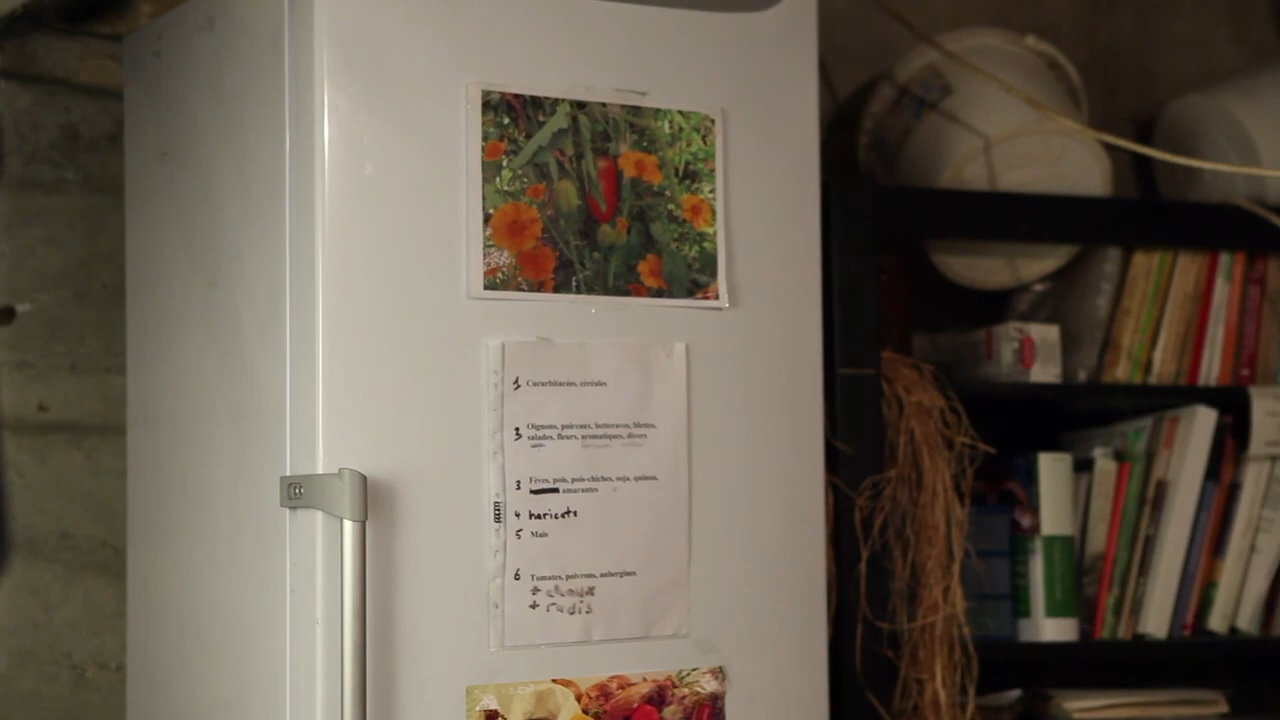 1 Cucurbitacées, céréales
3 Oignons, poireaux, betteraves, blettes,
salades, fleurs, aromatiques, divers
3 Fèves, pois, pois-chiches, soja, quinoa,
amarantes
4 haricots
5 Maïs
6 Tomates, poivrons, aubergines
+ choux
+ radis